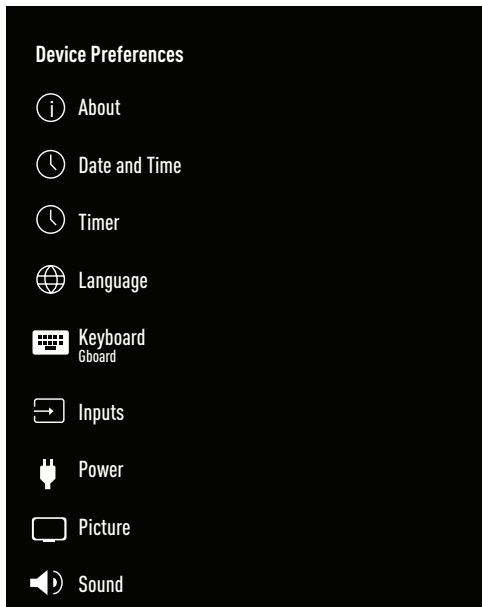 Device Preferences
About
Date and Time
Timer
Language
Keyboard
Gboard
Inputs
Power
Picture
Sound